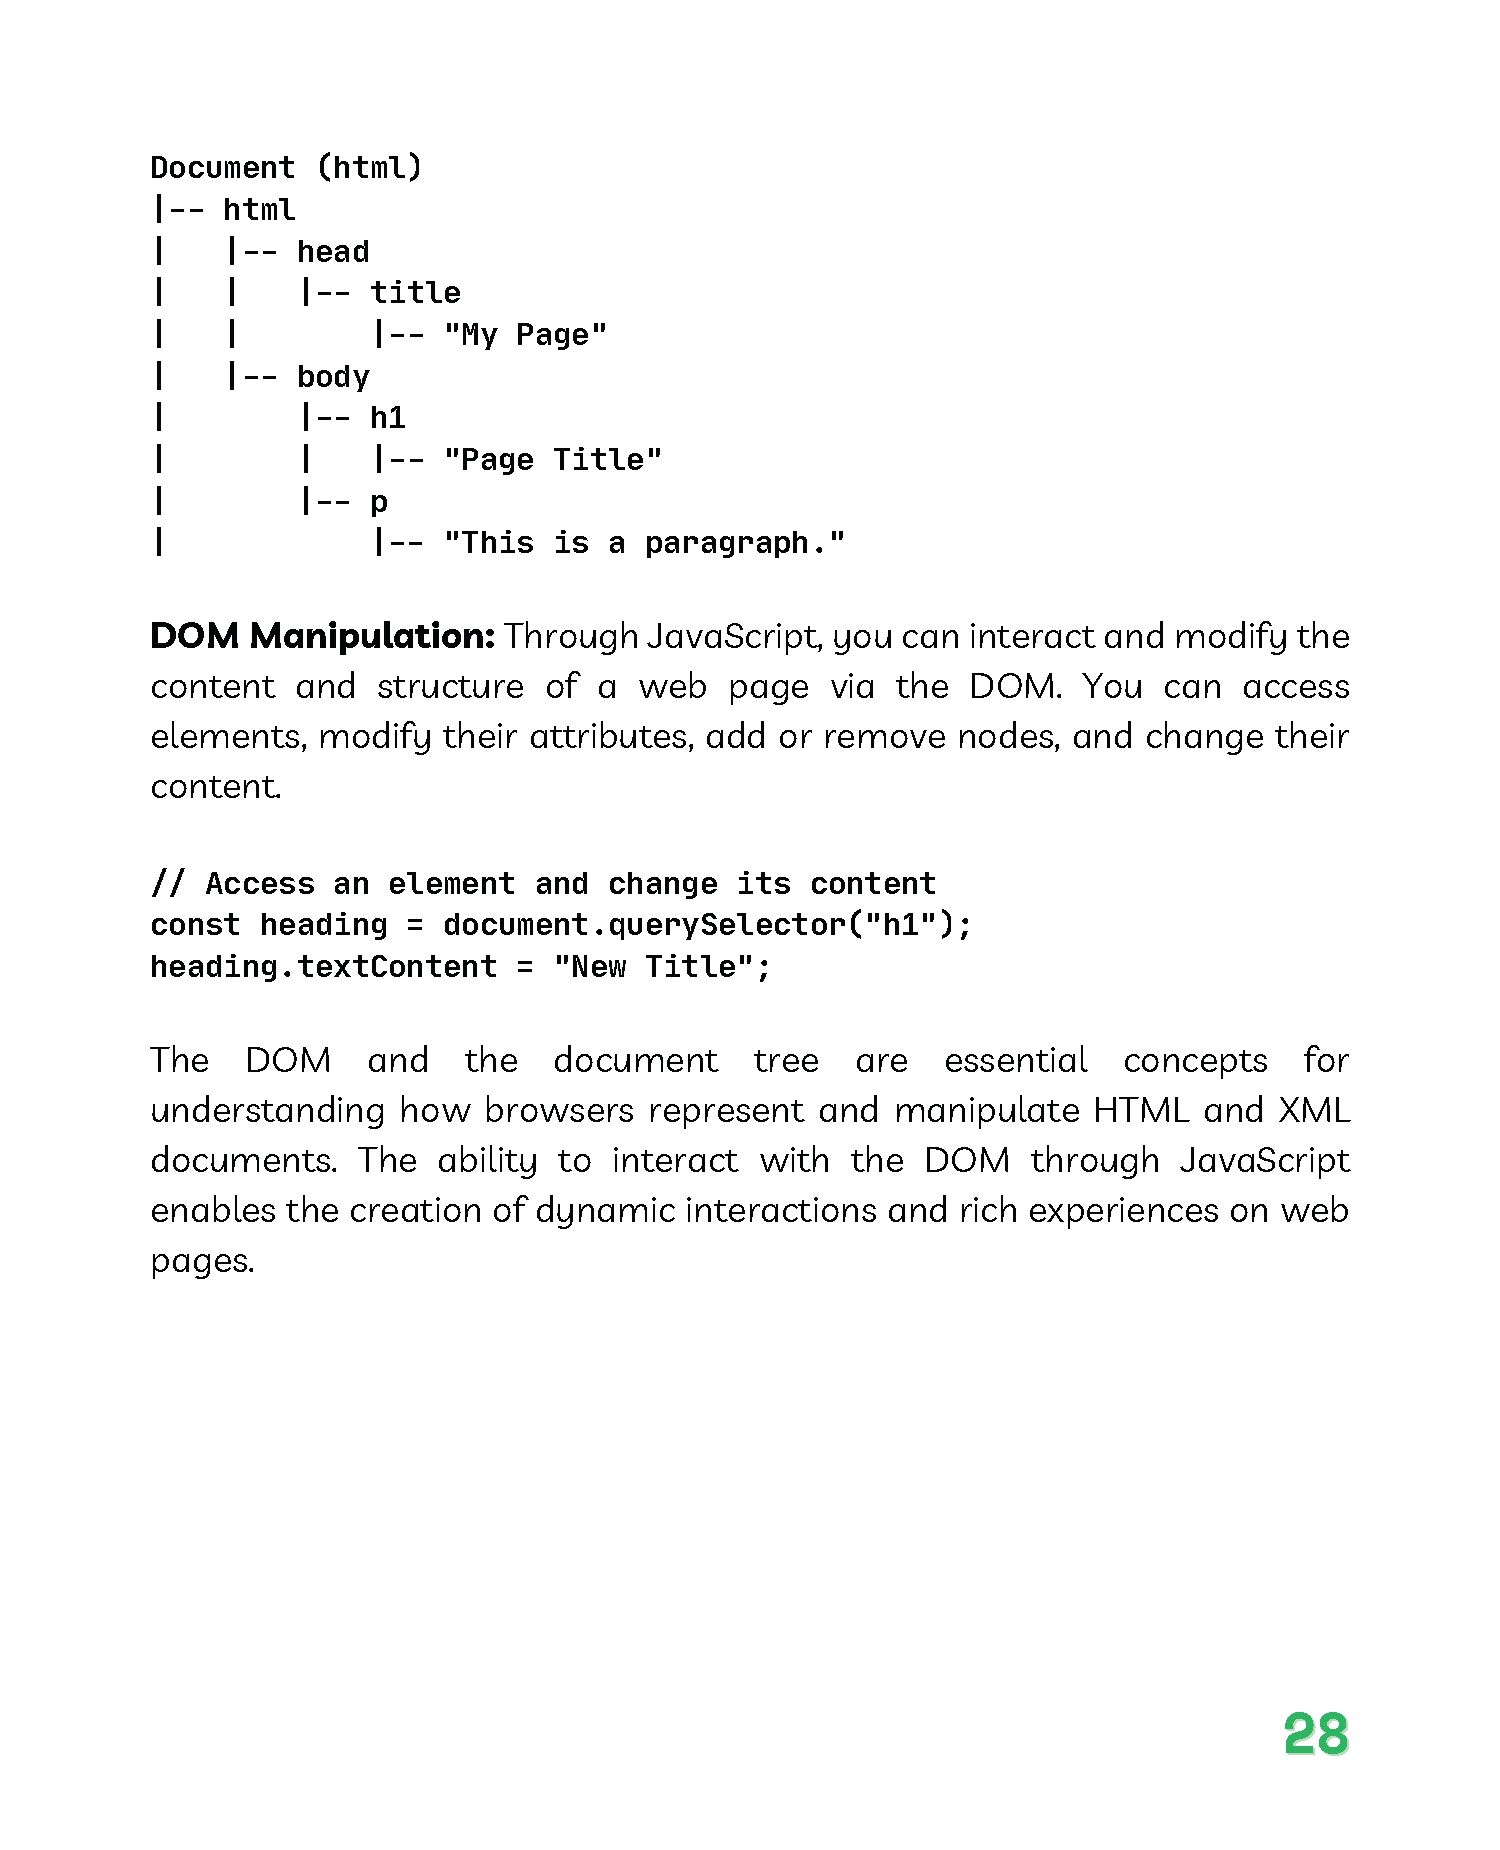 Document (html)
|-- html
|   |-- head
|   |   |-- title
|   |       |-- "My Page"
|   |-- body
|       |-- h1
|       |   |-- "Page Title"
|       |-- p
|           |-- "This is a paragraph."
DOM Manipulation: Through JavaScript, you can interact and modify the
content and structure of a web page via the DOM. You can access
elements, modify their attributes, add or remove nodes, and change their
content.
// Access an element and change its content
const heading = document.querySelector("h1");
heading.textContent = "New Title";
The DOM and the document tree are essential concepts for
understanding how browsers represent and manipulate HTML and XML
documents. The ability to interact with the DOM through JavaScript
enables the creation of dynamic interactions and rich experiences on web
pages.
28